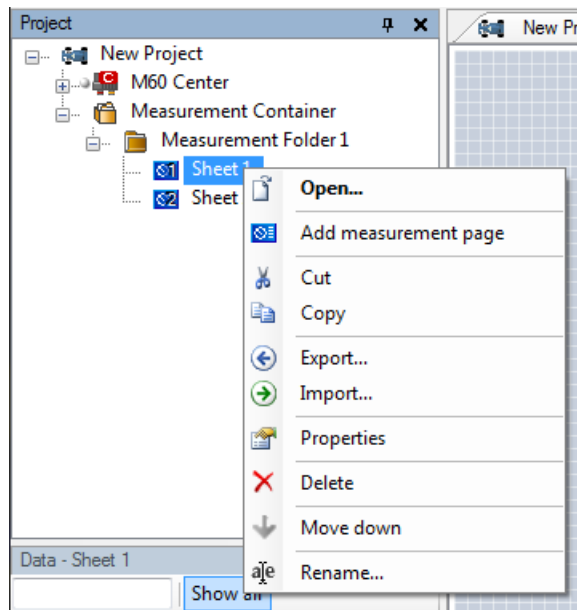 Project
New Pr
New Project
M60 Center
Measurement Container
Measurement Folder 1
Sheet 1
Sheet
Open...
Add measurement page
Cut
Copy
Export...
Import...
Properties
Delete
Move down
Rename...
Data - Sheet 1
Show all